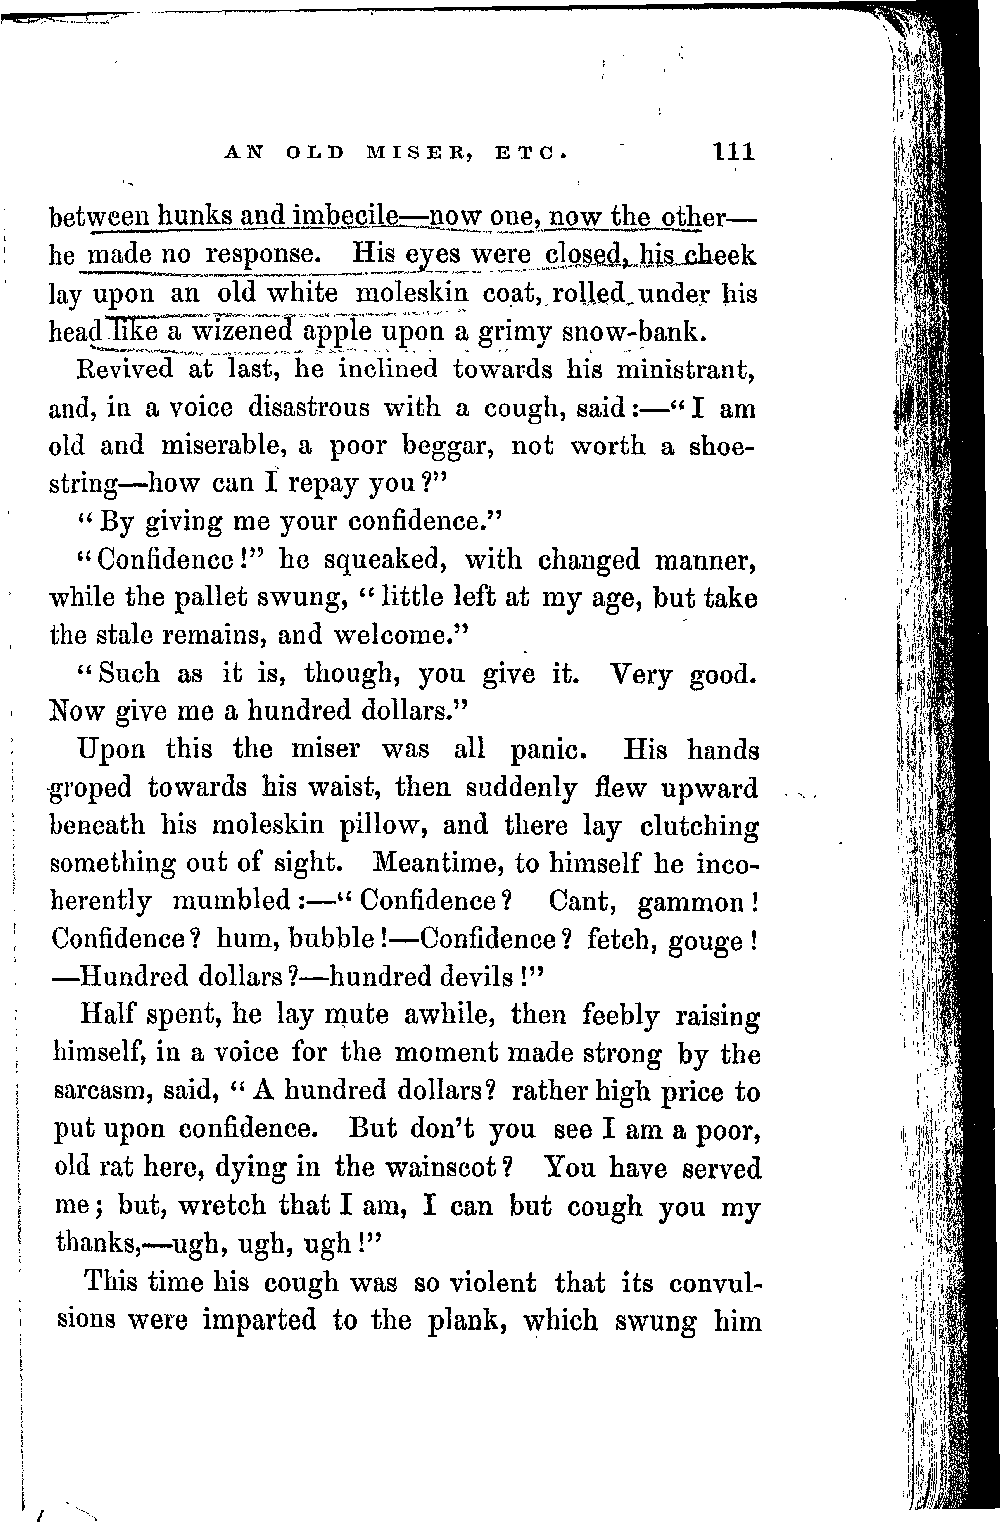 AN OLD MISER, ETC. 111
between hunks and imbecile—now one, now the other—
he made no response. His eyes were closed, his cheek
lay upon an old white moleskin coat, rolled under his
head like a wizened apple upon a grimy snow-bank.
Revived at last, he inclined towards his ministrant,
and, in a voice disastrous with a cough, said:—“I am
old and miserable, a poor beggar, not worth a shoe-
string—how can I repay you?”
“By giving me your confidence.”
“Confidence!” he squeaked, with changed manner,
while the pallet swung, “little left at my age, but take
the stale remains, and welcome.”
“Such as it is, though, you give it. Very good.
Now give me a hundred dollars.”
Upon this the miser was all panic. His hands
groped towards his waist, then suddenly flew upward
beneath his moleskin pillow, and there lay clutching
something out of sight. Meantime, to himself he inco-
herently mumbled:—“Confidence? Cant, gammon!
Confidence? hum, bubble!—Confidence? fetch, gouge!
—Hundred dollars?—hundred devils!”
Half spent, he lay mute awhile, then feebly raising
himself, in a voice for the moment made strong by the
sarcasm, said, “A hundred dollars? rather high price to
put upon confidence. But don’t you see I am a poor,
old rat here, dying in the wainscot? You have served
me; but, wretch that I am, I can but cough you my
thanks,—ugh, ugh, ugh!”
This time his cough was so violent that its convul-
sions were imparted to the plank, which swung him